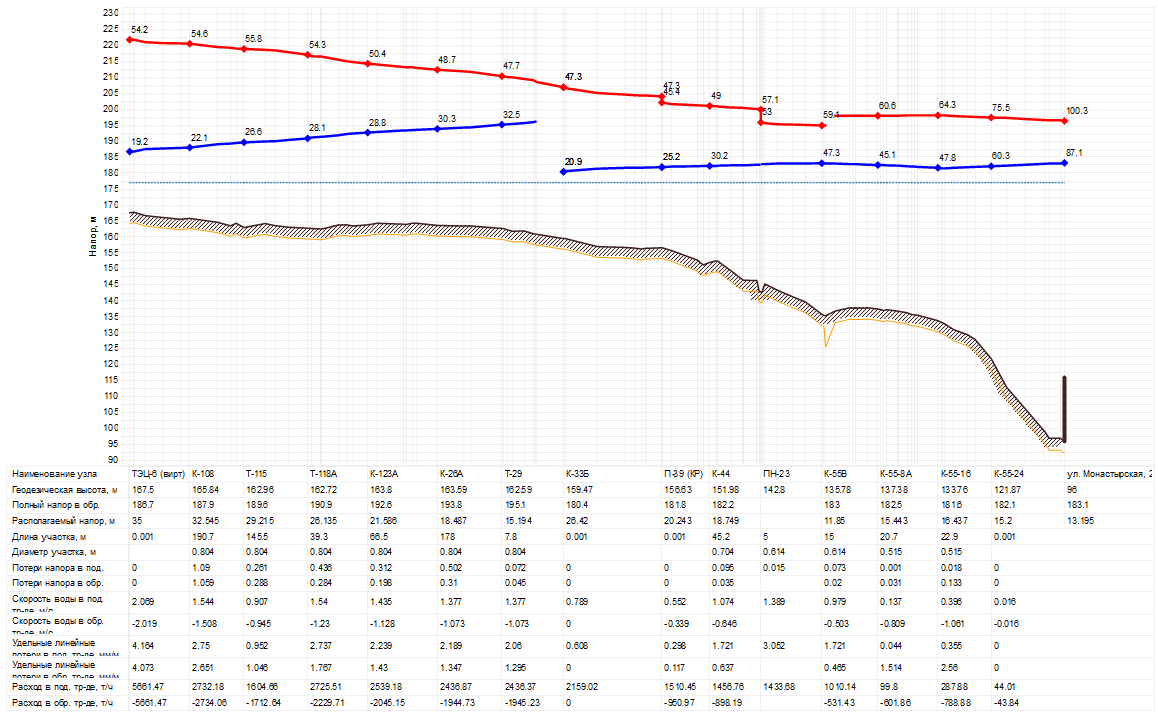 230
225
220
215
210
205
200
195
190
185
180
175
170
165
160
155
150
145
140
135
130
125
120
115
110
105
100
95
90
Напор, м
54.2 54.6 55.8 54.3 50.4 48.7 47.7 47.3 47.3 45.4 49 57.1 53 59.1 60.6 64.3 75.5 100.3
19.2 22.1 26.6 28.1 28.8 30.3 32.5 20.9 25.2 30.2 47.3 45.1 47.8 60.3 87.1
Наименование узла ТЭЦ-6 (вирт) К-108 Т-115 Т-118А К-123А К-26А Т-29 К-33Б П-39 (КР) К-44 ПН-23 К-55В К-55-8А К-55-16 К-55-24 ул. Монастырская, 2
Геодезическая высота, м 167.5 165.84 162.96 162.72 163.8 163.59 162.59 159.47 156.63 151.98 142.8 135.78 137.38 133.76 121.87 96
Полный напор в обр. 186.7 187.9 189.6 190.9 192.6 193.8 195.1 180.4 181.8 182.2 183 182.5 181.6 182.1 183.1
Располагаемый напор, м 35 32.545 29.215 26.135 21.586 18.487 15.194 26.42 20.243 18.749 11.85 15.443 16.437 15.2 13.195
Длина участка, м 0.001 190.7 145.5 39.3 66.5 178 7.8 0.001 0.001 45.2 5 15 20.7 22.9 0.001
Диаметр участка, м 0.804 0.804 0.804 0.804 0.804 0.804 0.704 0.614 0.614 0.515 0.515
Потери напора в под. 0 1.09 0.261 0.436 0.312 0.502 0.072 0 0 0.095 0.015 0.073 0.001 0.018 0
Потери напора в обр. 0 1.059 0.288 0.284 0.198 0.31 0.045 0 0 0.035 0.02 0.031 0.133 0
Скорость воды в под. 2.069 1.544 0.907 1.54 1.435 1.377 1.377 0.789 0.552 1.074 1.389 0.979 0.137 0.396 0.016
тр-де, м/с
Скорость воды в обр. -2.019 -1.508 -0.945 -1.23 -1.128 -1.073 -1.073 0 -0.339 -0.646 -0.503 -0.809 -1.061 -0.016
тр-де, м/с
Удельные линейные 4.164 2.75 0.952 2.737 2.239 2.189 2.06 0.608 0.298 1.721 3.052 1.721 0.044 0.355 0
потери в под. тр-де, мм/м
Удельные линейные 4.073 2.651 1.046 1.767 1.43 1.347 1.295 0 0.117 0.637 0.465 1.514 2.56 0
потери в обр. тр-де, мм/м
Расход в под. тр-де, т/ч 5661.47 2732.18 1604.66 2725.51 2539.18 2436.87 2436.37 2159.02 1510.45 1456.76 1433.68 1010.14 99.8 287.88 44.01
Расход в обр. тр-де, т/ч -5661.47 -2734.06 -1712.64 -2229.71 -2045.15 -1944.73 -1945.23 0 -950.97 -898.19 -531.43 -601.86 -788.88 -43.84